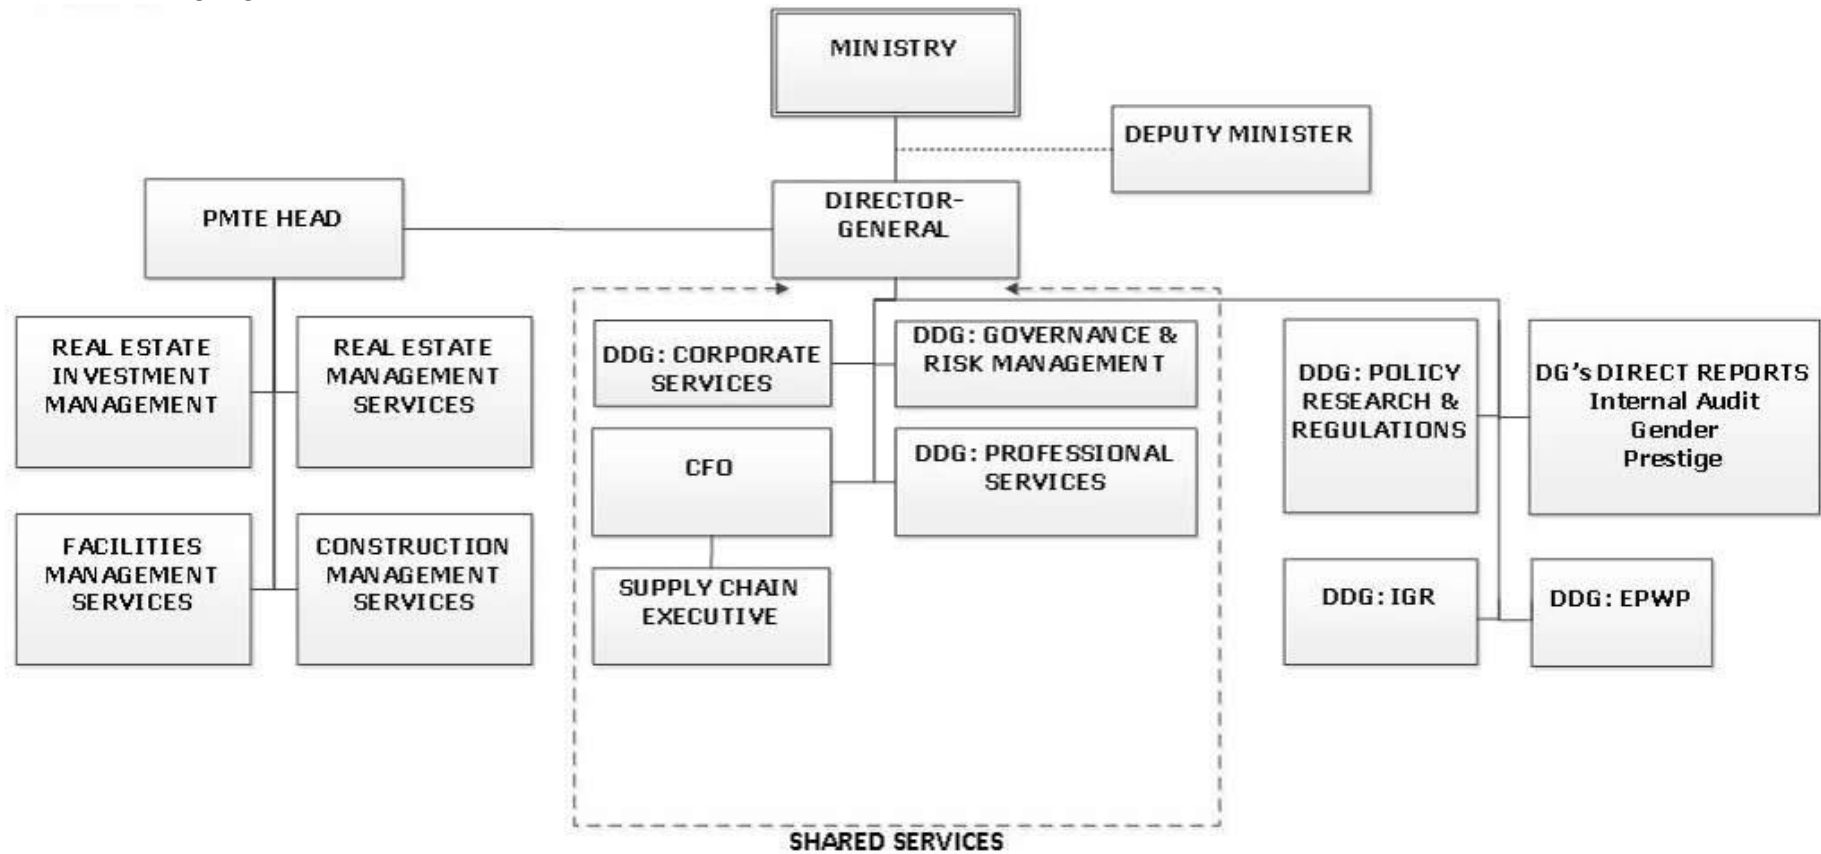 MINISTRY
DEPUTY MINISTER
DIRECTOR-
GENERAL
PMTE HEAD
REAL ESTATE
INVESTMENT
MANAGEMENT
REAL ESTATE
MANAGEMENT
SERVICES
FACILITIES
MANAGEMENT
SERVICES
CONSTRUCTION
MANAGEMENT
SERVICES
DDG: CORPORATE
SERVICES
DDG: GOVERNANCE &
RISK MANAGEMENT
CFO
DDG: PROFESSIONAL
SERVICES
SUPPLY CHAIN
EXECUTIVE
DDG: POLICY
RESEARCH &
REGULATIONS
DG's DIRECT REPORTS
Internal Audit
Gender
Prestige
DDG: IGR
DDG: EPWP
SHARED SERVICES